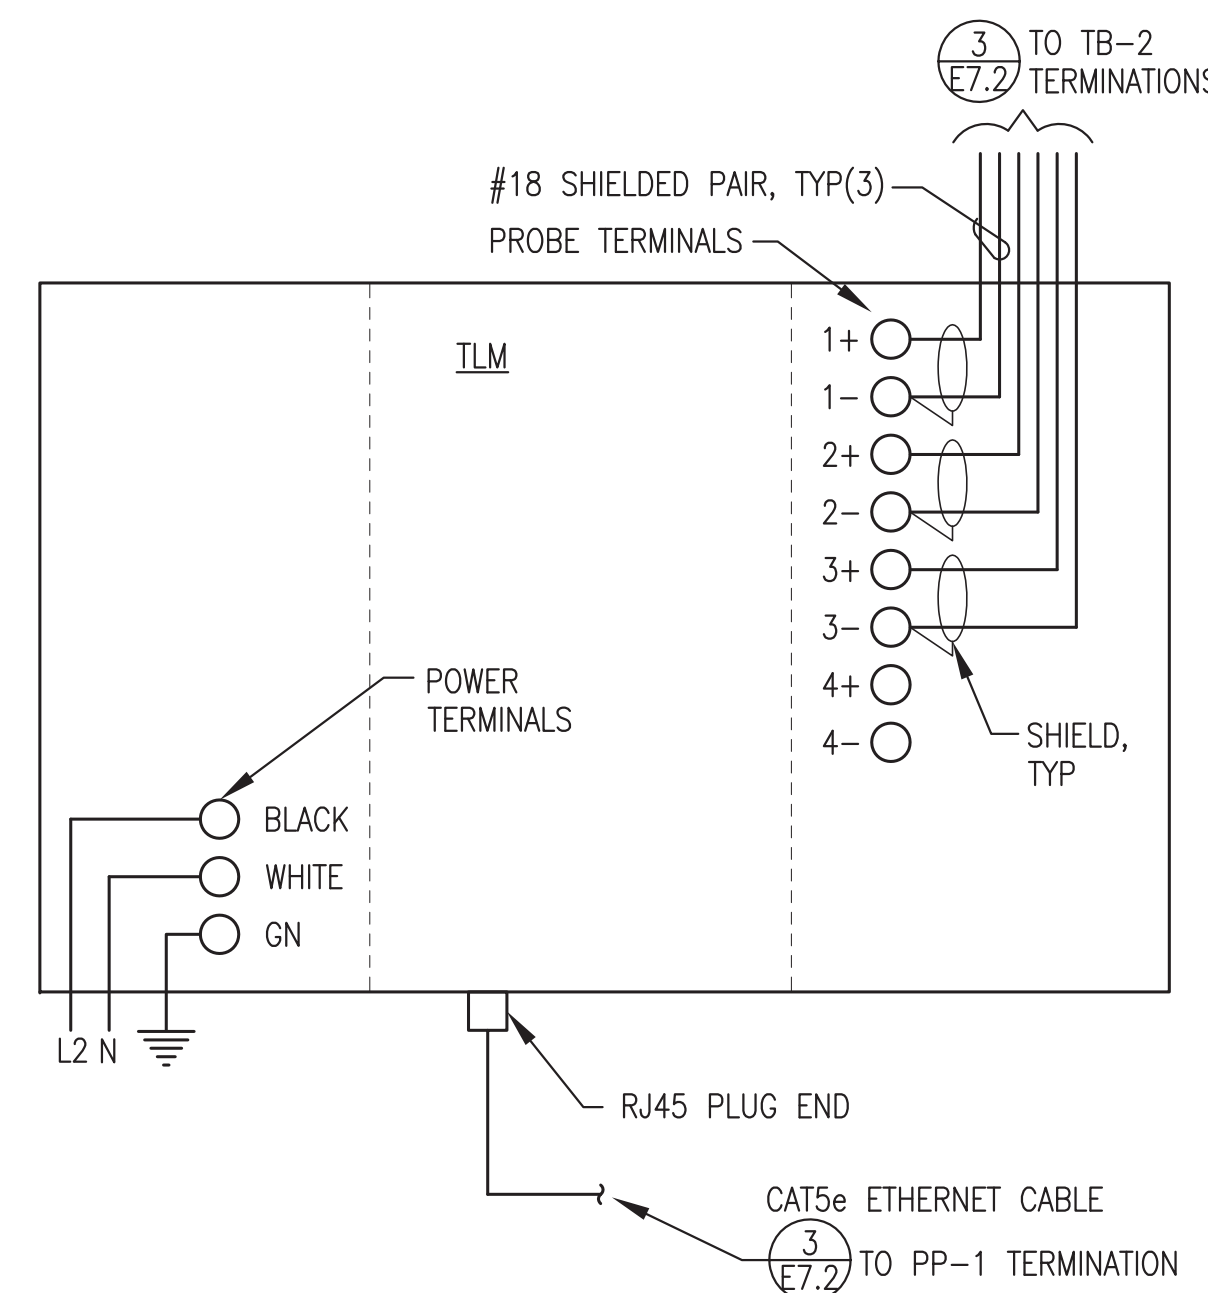 3
E7.2
TO TB-2
TERMINATIONS
#18 SHIELDED PAIR, TYP(3)
PROBE TERMINALS
TLM
1+
1-
2+
2-
3+
3-
4+
4-
SHIELD,
TYP
POWER
TERMINALS
BLACK
WHITE
GN
L2 N
RJ45 PLUG END
CAT5e ETHERNET CABLE
3
E7.2
TO PP-1 TERMINATION